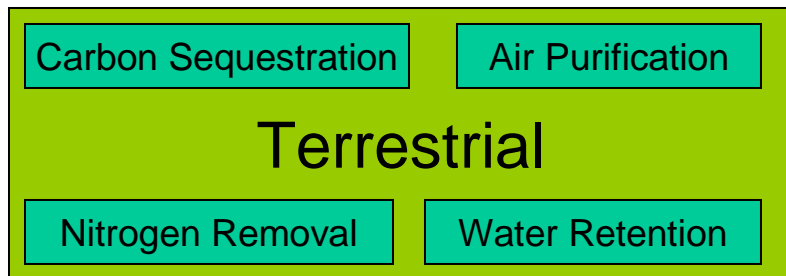 Carbon Sequestration
Air Purification
Terrestrial
Nitrogen Removal
Water Retention